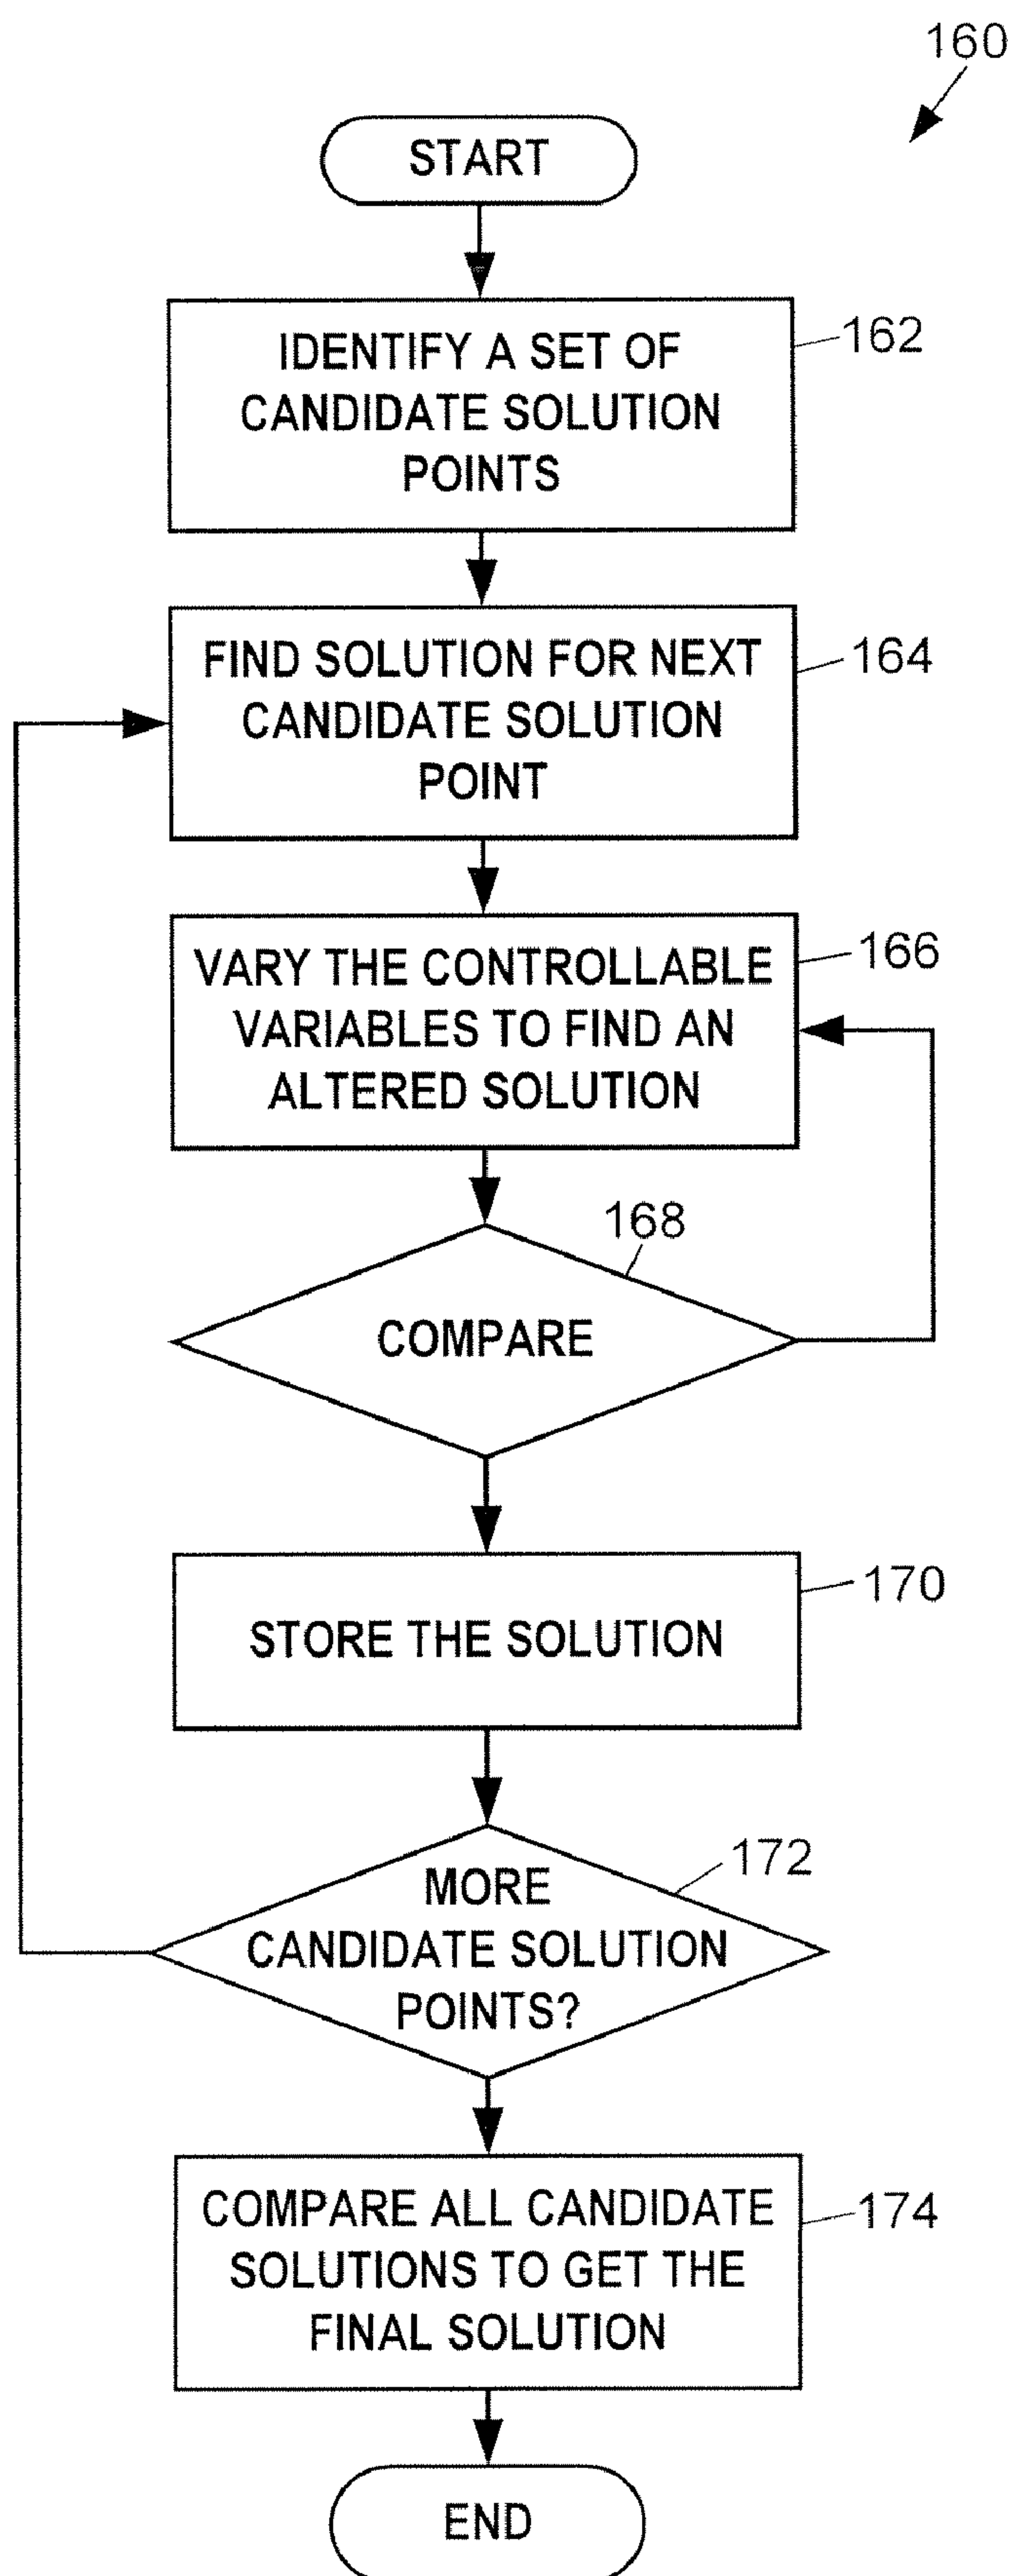 160
START
IDENTIFY A SET OF
CANDIDATE SOLUTION
POINTS
162
FIND SOLUTION FOR NEXT
CANDIDATE SOLUTION
POINT
164
VARY THE CONTROLLABLE
VARIABLES TO FIND AN
ALTERED SOLUTION
166
168
COMPARE
STORE THE SOLUTION
170
MORE
CANDIDATE SOLUTION
POINTS?
172
COMPARE ALL CANDIDATE
SOLUTIONS TO GET THE
FINAL SOLUTION
174
END